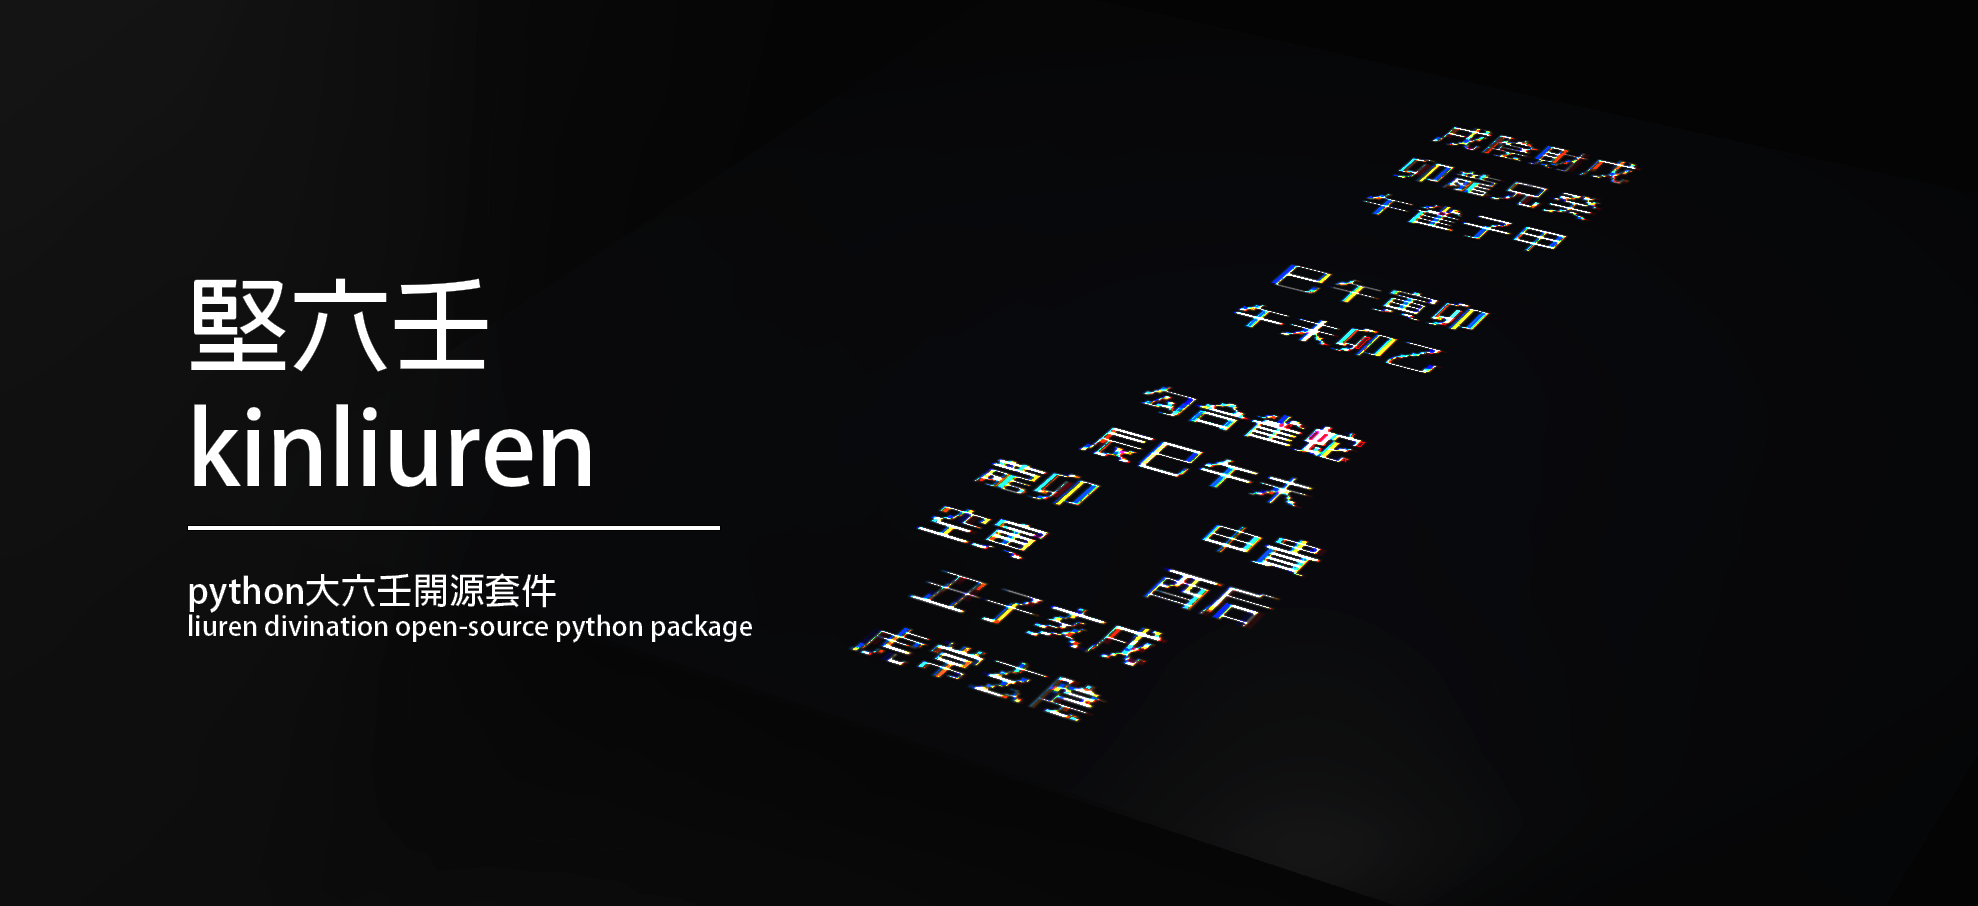 堅六壬
kinliuren
python大六壬開源套件
liuren divination open-source python package
戌陰財戊
卯龍兄癸
午雀子甲
巳午寅卯
午未卯乙
勾合雀蛇
辰巳午未
龍卯
空寅 申貴
丑子亥戌 酉后
虎常玄陰